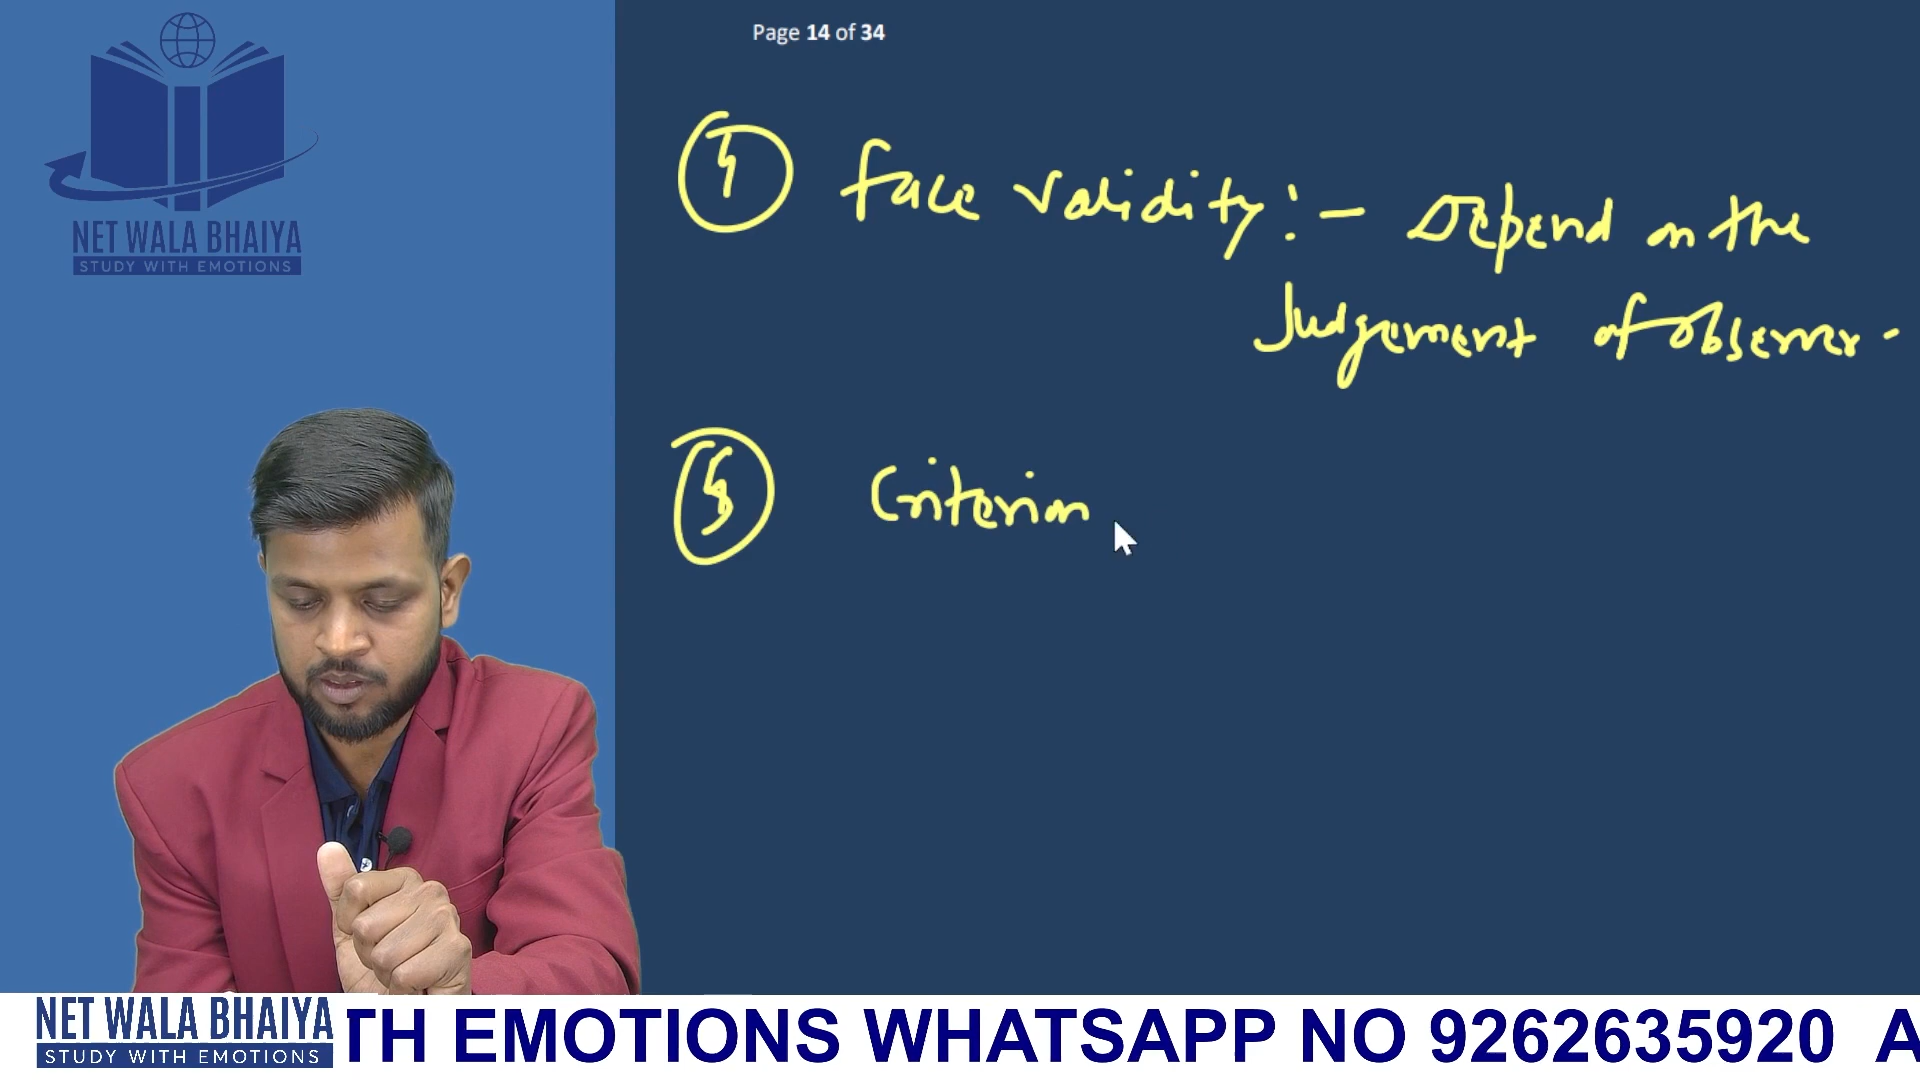 Page 14 of 34
NET WALA BHAIYA
STUDY WITH EMOTIONS
Face validity :- Depend on the
Judgement of observer.
Criterion
NET WALA BHAIYA
STUDY WITH EMOTIONS
TH EMOTIONS WHATSAPP NO 9262635920 A